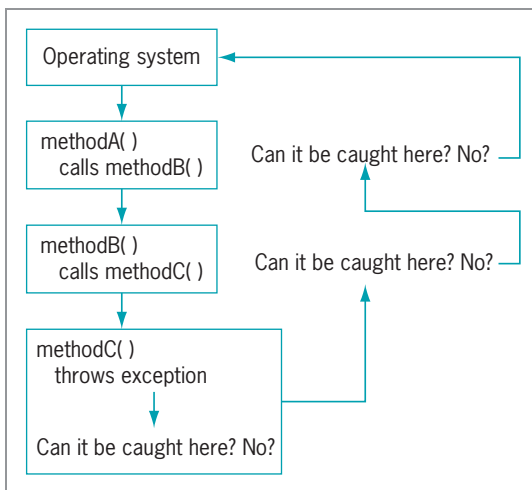 Operating system
methodA( )
calls methodB( )
Can it be caught here? No?
methodB( )
calls methodC( )
Can it be caught here? No?
methodC( )
throws exception
Can it be caught here? No?